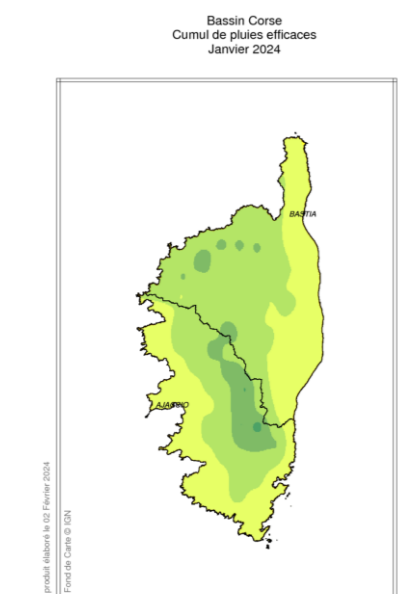 Bassin Corse
Cumul de pluies efficaces
Janvier 2024
BASTIA
AJACCIO
produit élaboré le 02 Février 2024
Fond de Carte © IGN